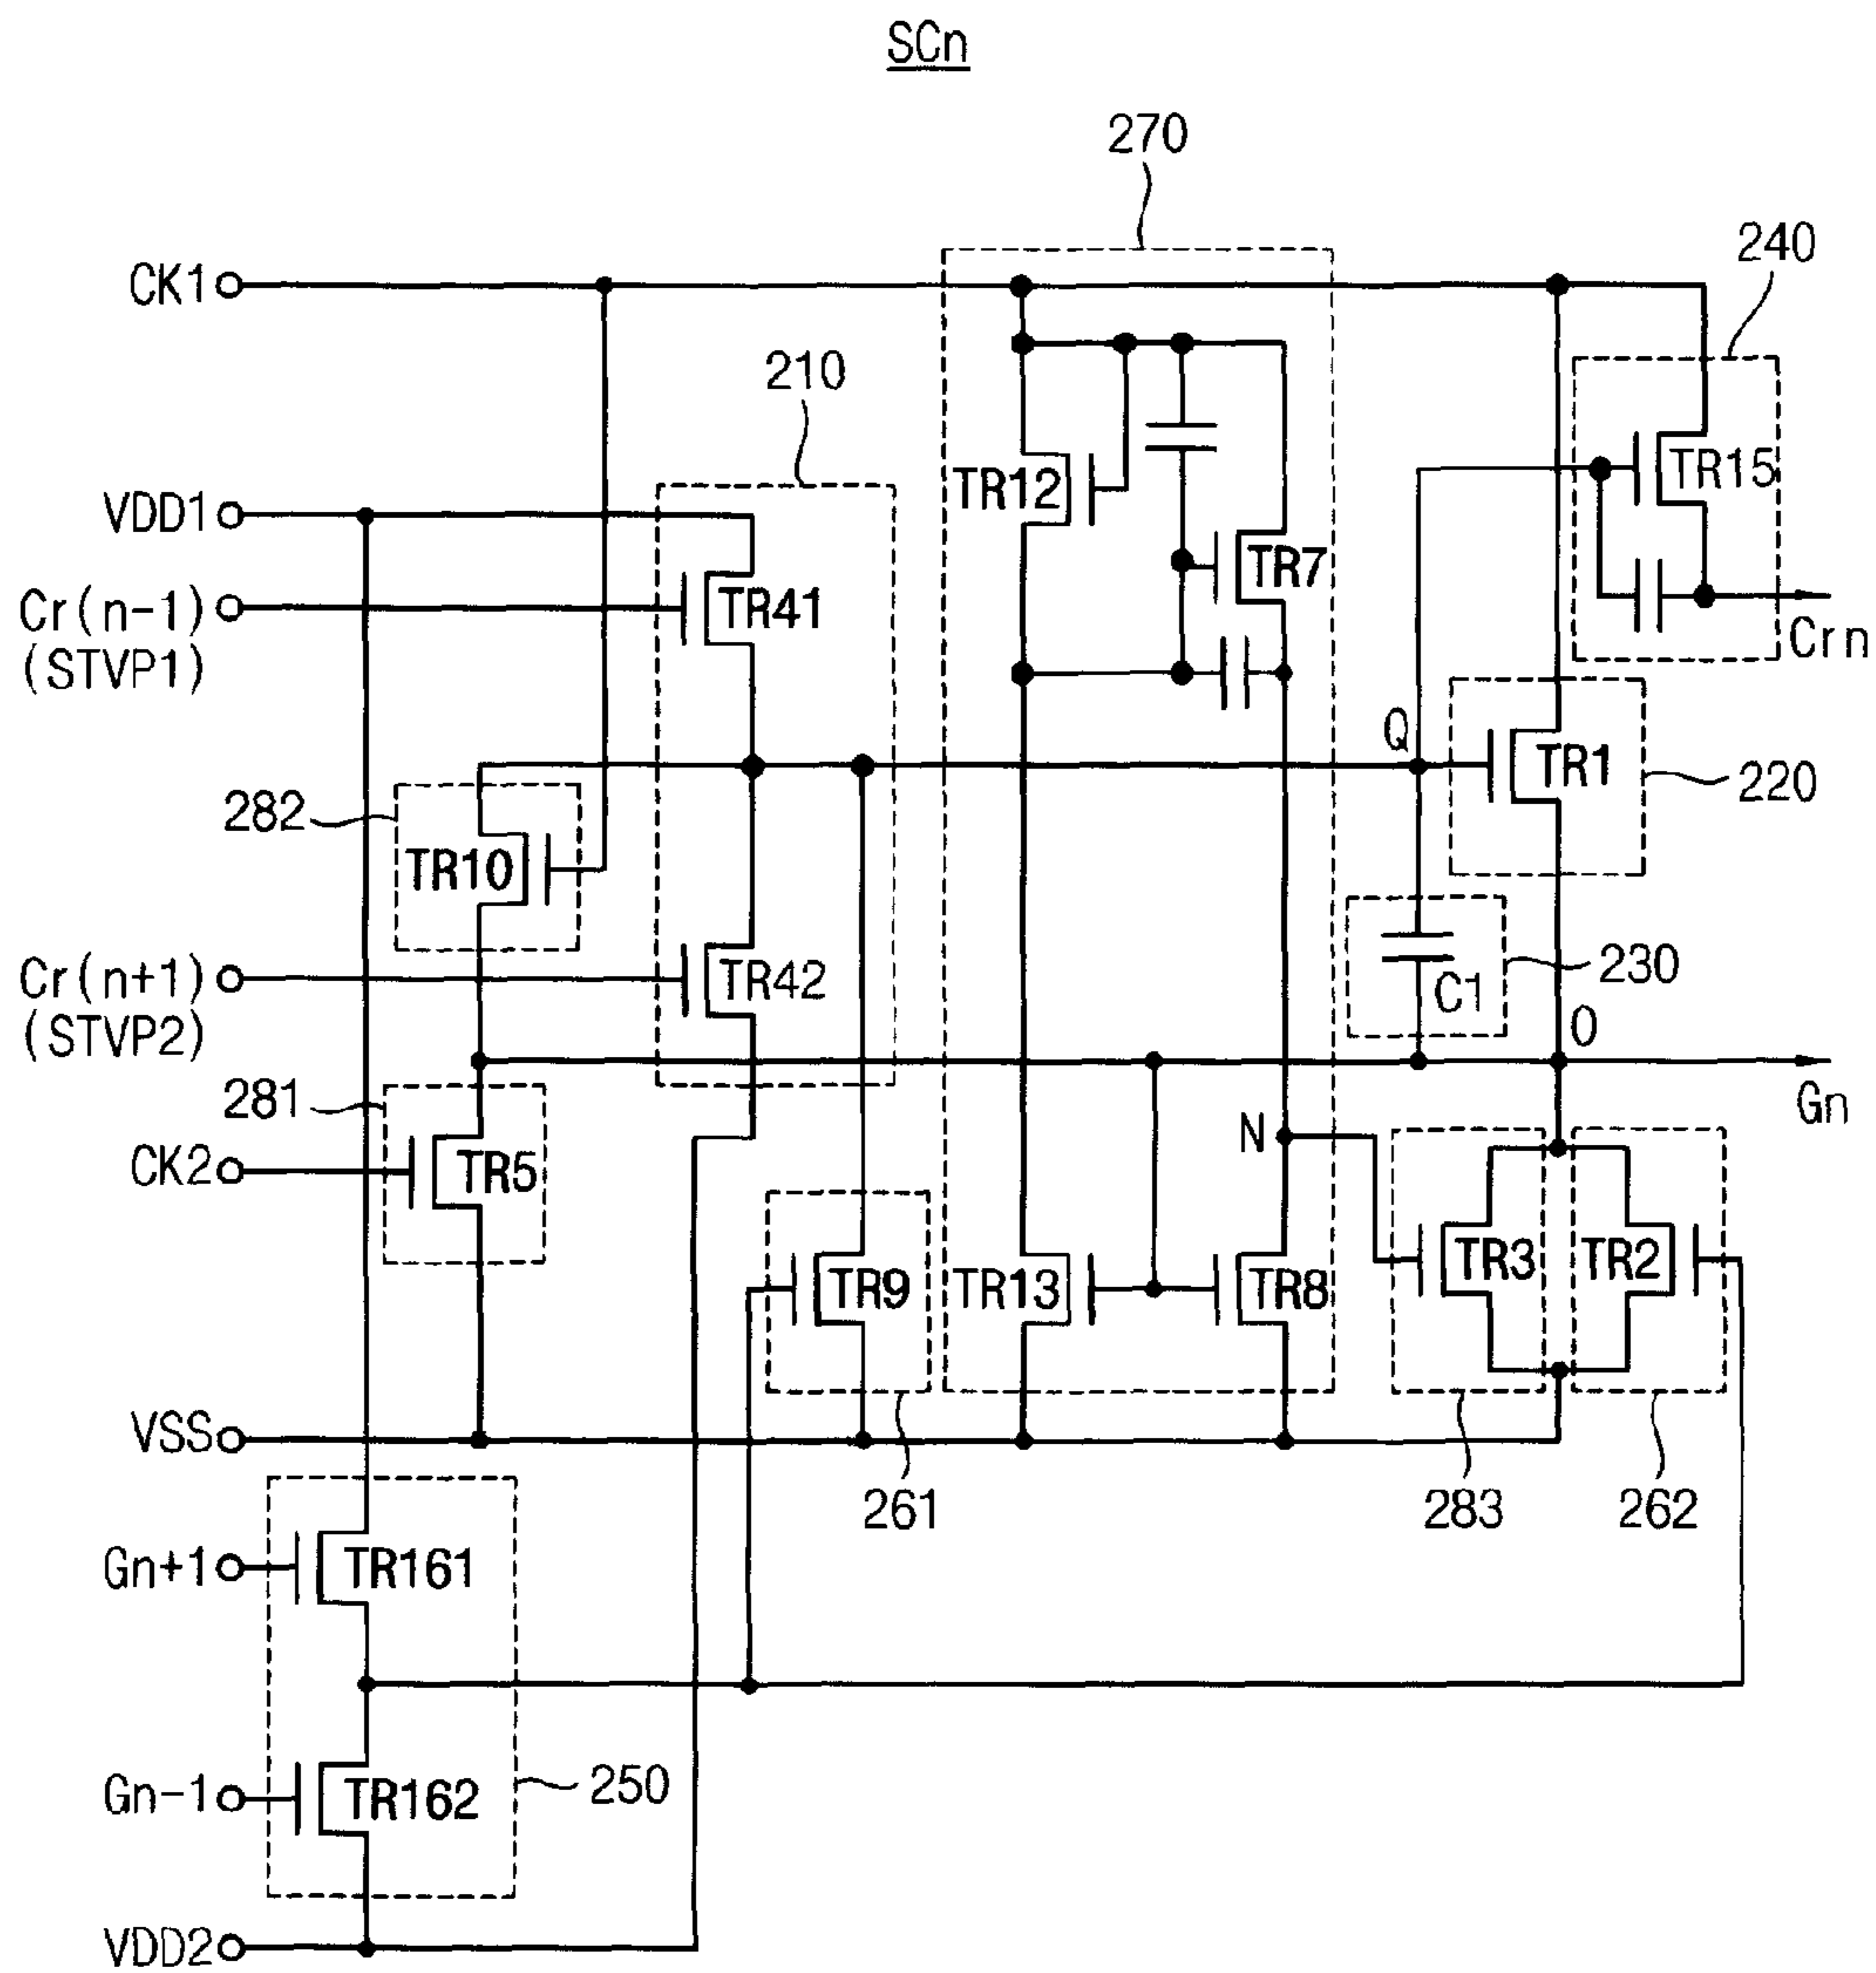 SCn
270
240
CK1
210
VDD1
TR12
TR15
TR7
Cr(n-1)
(STVP1)
TR41
Crn
Q
TR1
220
282
TR10
Cr(n+1)
(STVP2)
TR42
C1
230
O
Gn
281
N
CK2
TR5
TR9
TR13
TR8
TR3
TR2
VSS
261
283
262
Gn+1
TR161
Gn-1
TR162
250
VDD2